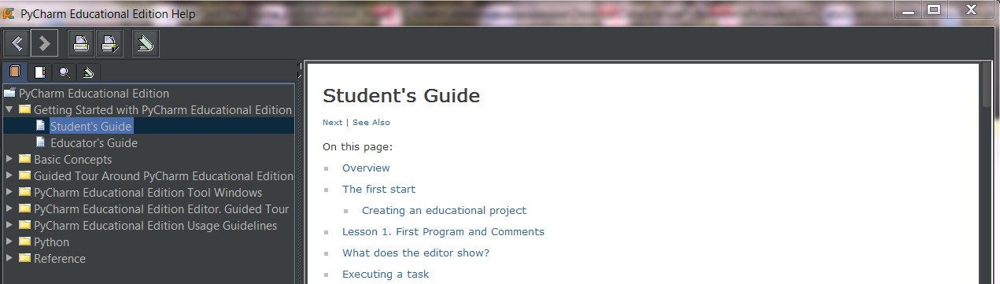 PyCharm Educational Edition Help
PyCharm Educational Edition
Getting Started with PyCharm Educational Edition
Student's Guide
Educator's Guide
Basic Concepts
Guided Tour Around PyCharm Educational Edition
PyCharm Educational Edition Tool Windows
PyCharm Educational Edition Editor. Guided Tour
PyCharm Educational Edition Usage Guidelines
Python
Reference
Student's Guide
Next | See Also
On this page:
Overview
The first start
Creating an educational project
Lesson 1. First Program and Comments
What does the editor show?
Executing a task